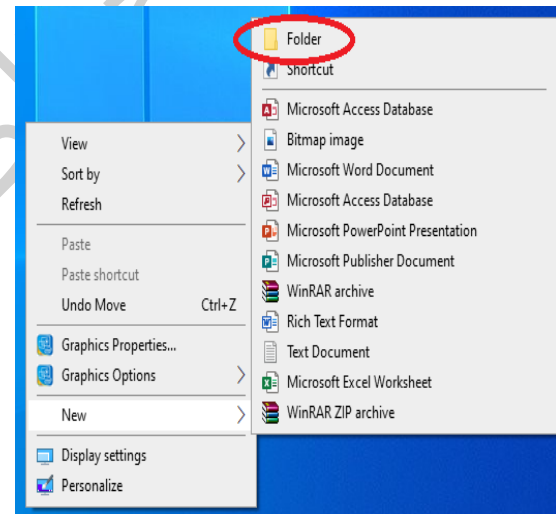 View
Sort by
Refresh
Paste
Paste shortcut
Undo Move Ctrl+Z
Graphics Properties...
Graphics Options
New
Display settings
Personalize
Folder
Shortcut
Microsoft Access Database
Bitmap image
Microsoft Word Document
Microsoft Access Database
Microsoft PowerPoint Presentation
Microsoft Publisher Document
WinRAR archive
Rich Text Format
Text Document
Microsoft Excel Worksheet
WinRAR ZIP archive